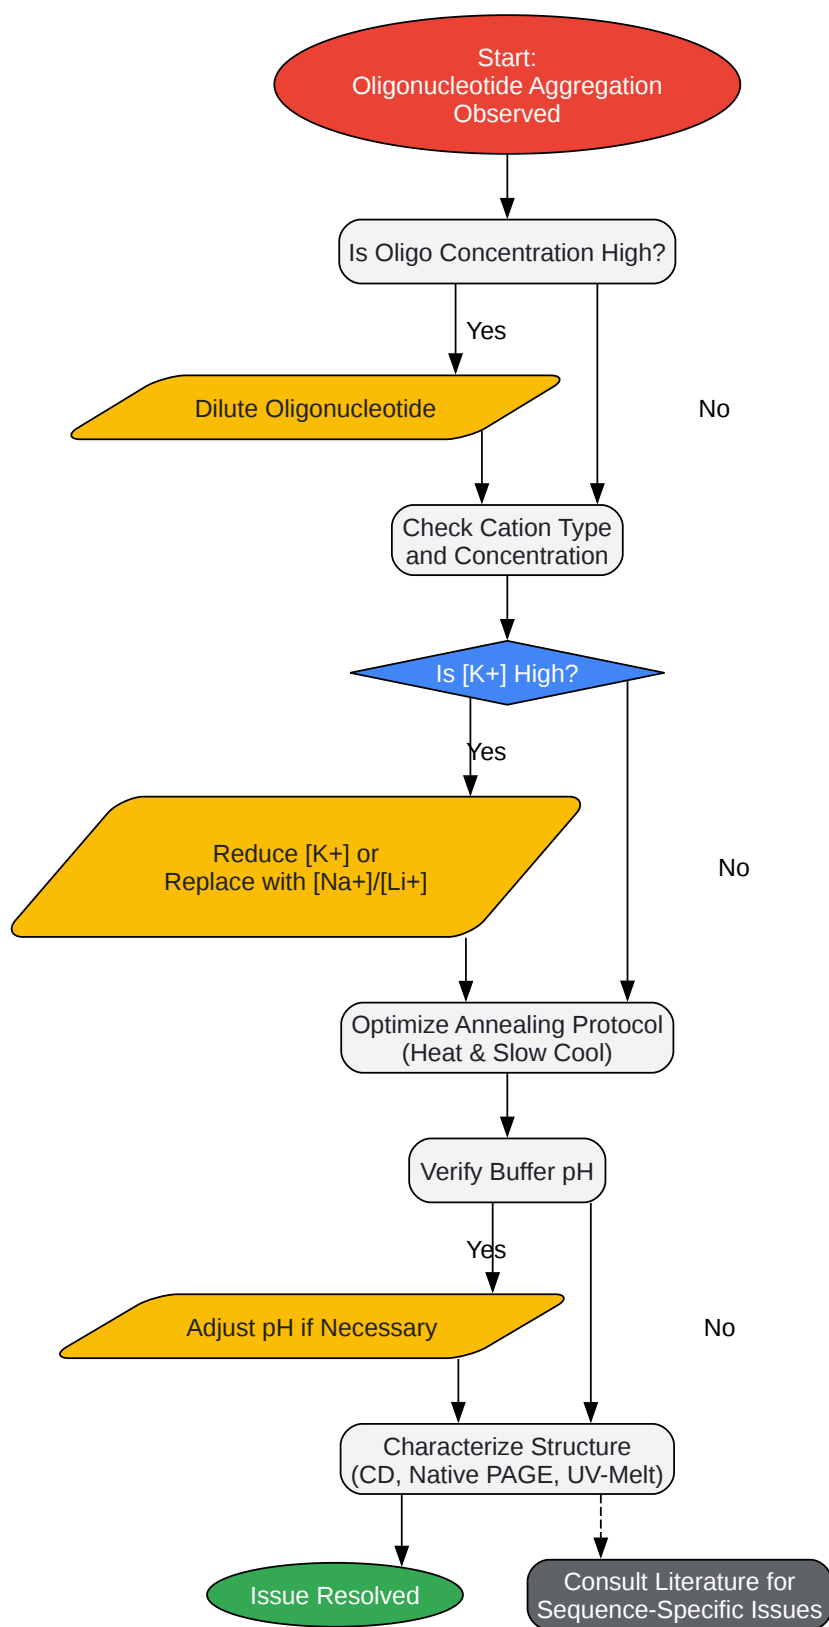 Start:
Oligonucleotide Aggregation
Observed
Is Oligo Concentration High?
Yes
Dilute Oligonucleotide
No
Check Cation Type
and Concentration
Is [K+] High?
Yes
Reduce [K+] or
Replace with [Na+]/[Li+]
No
Optimize Annealing Protocol
(Heat & Slow Cool)
Verify Buffer pH
Yes
Adjust pH if Necessary
No
Characterize Structure
(CD, Native PAGE, UV-Melt)
Issue Resolved
Consult Literature for
Sequence-Specific Issues